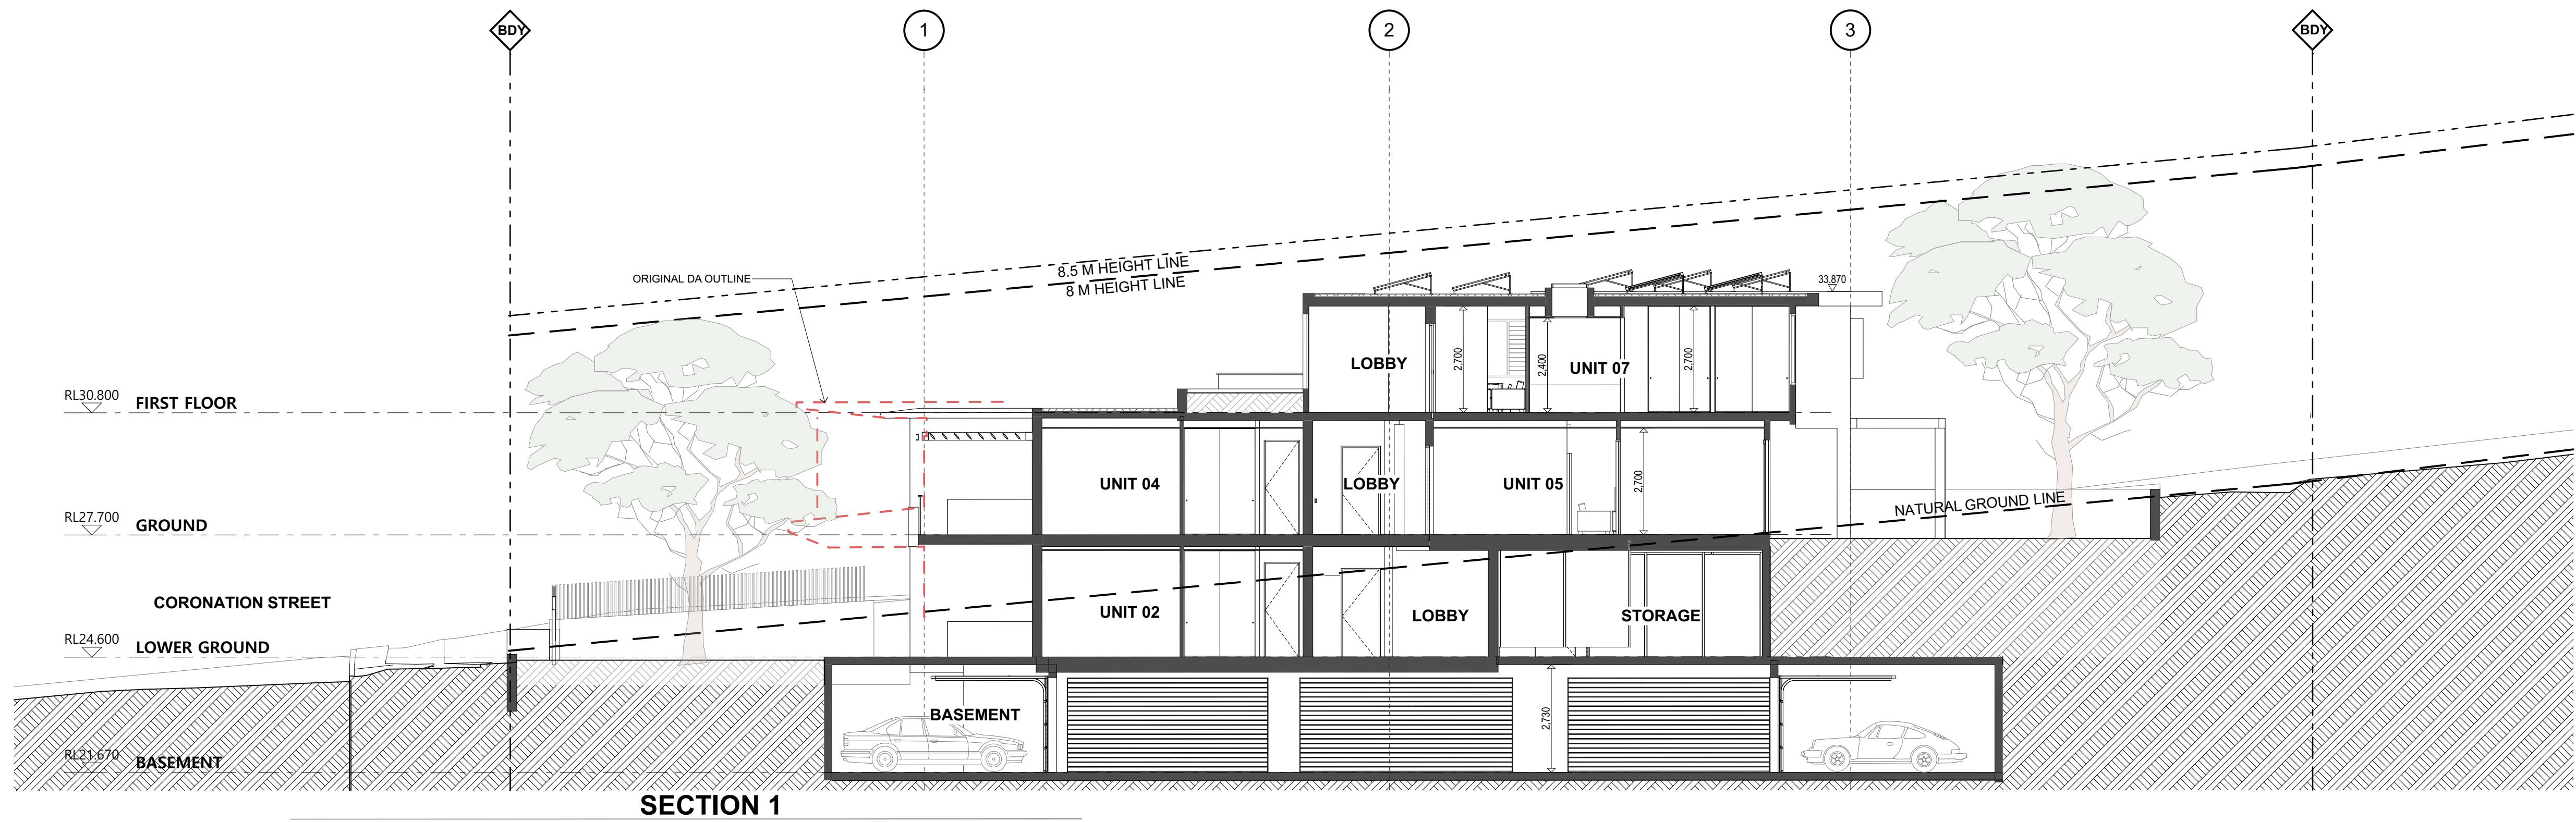 BDY
1
2
3
BDY
8.5 M HEIGHT LINE
8 M HEIGHT LINE
ORIGINAL DA OUTLINE
33,870
LOBBY
2,700
2,400
UNIT 07
2,700
RL30.800 FIRST FLOOR
UNIT 04
LOBBY
UNIT 05
2,700
NATURAL GROUND LINE
RL27.700 GROUND
CORONATION STREET
UNIT 02
LOBBY
STORAGE
RL24.600 LOWER GROUND
BASEMENT
2,730
RL21.670 BASEMENT
SECTION 1